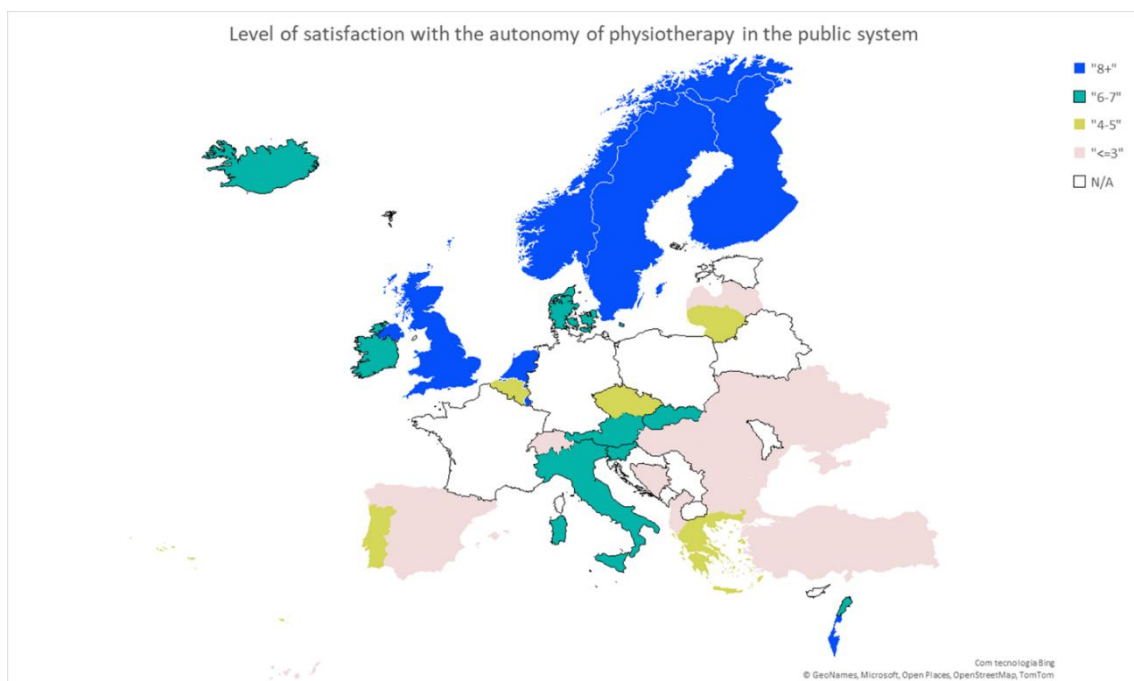 Level of satisfaction with the autonomy of physiotherapy in the public system
"8+"
"6-7"
"4-5"
"<=3"
N/A
Com tecnologia Bing
© GeoNames, Microsoft, Open Places, OpenStreetMap, TomTom